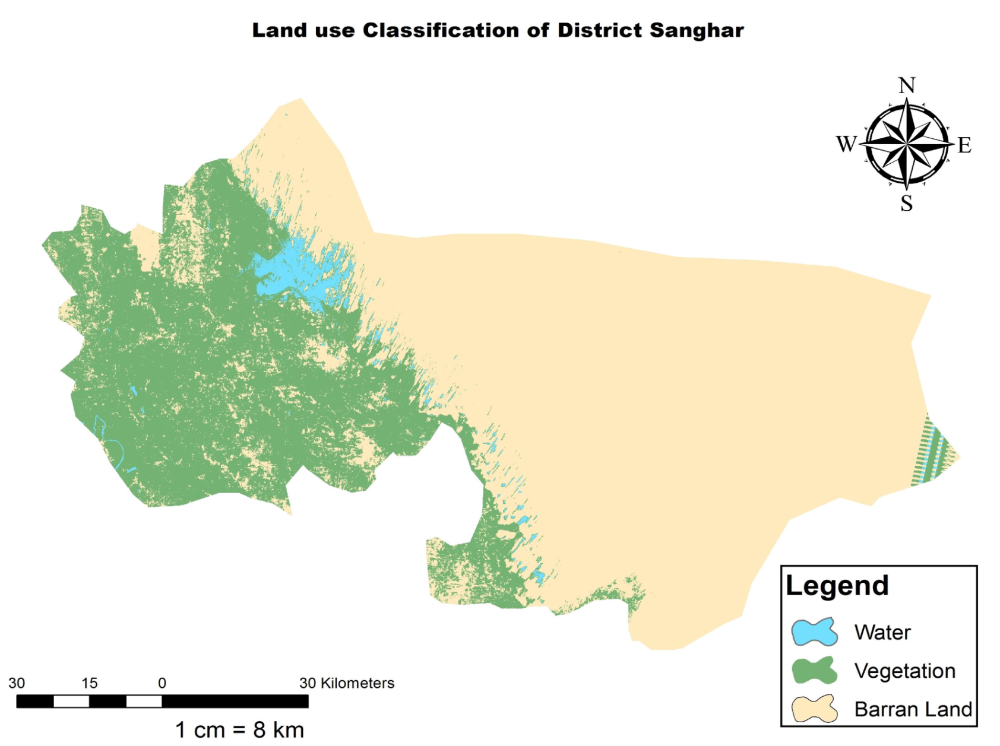 Land use Classification of District Sanghar
N
W E
S
Legend
Water
Vegetation
Barran Land
30 15 0 30 Kilometers
1 cm = 8 km